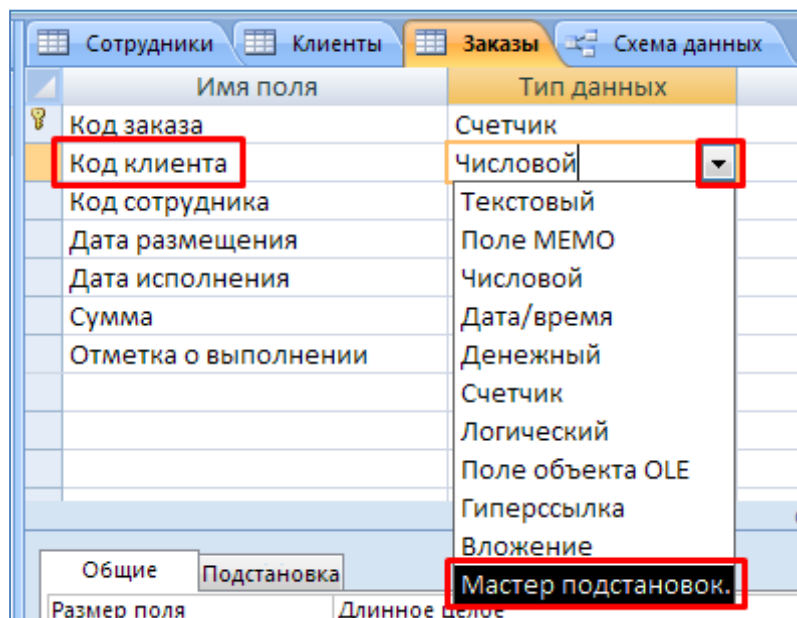 Сотрудники Клиенты Заказы Схема данных
Имя поля Тип данных
Код заказа Счетчик
Код клиента Числовой
Код сотрудника Текстовый
Дата размещения Поле МЕМО
Дата исполнения Числовой
Сумма Дата/время
Отметка о выполнении Денежный
Счетчик
Логический
Поле объекта OLE
Гиперссылка
Вложение
Общие Подстановка Мастер подстановок.
Размер поля Длинное целое